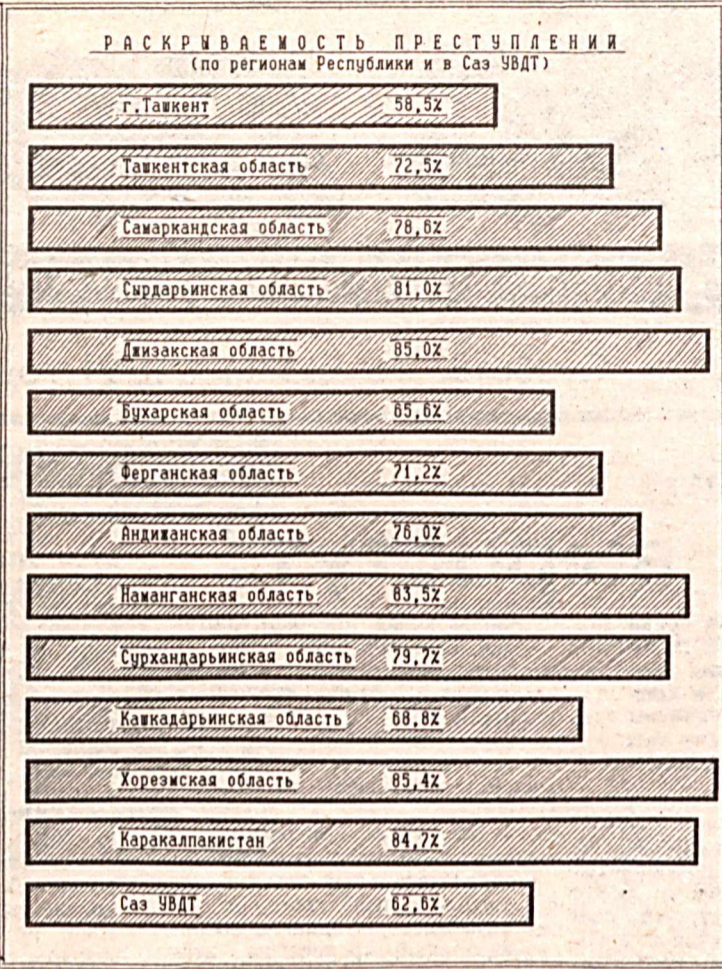 РАСКРЫВАЕМОСТЬ ПРЕСТУПЛЕНИЙ
(по регионам Республики и в Саз УВДТ)
г.Ташкент 58,5%
Ташкентская область 72,5%
Самаркандская область 78,6%
Сырдарьинская область 81,0%
Джизакская область 85,0%
Бухарская область 65,6%
Ферганская область 71,2%
Андижанская область 76,0%
Наманганская область 83,5%
Сурхандарьинская область 79,7%
Кашкадарьинская область 68,8%
Хорезмская область 85,4%
Каракалпакистан 84,7%
Саз УВДТ 62,6%